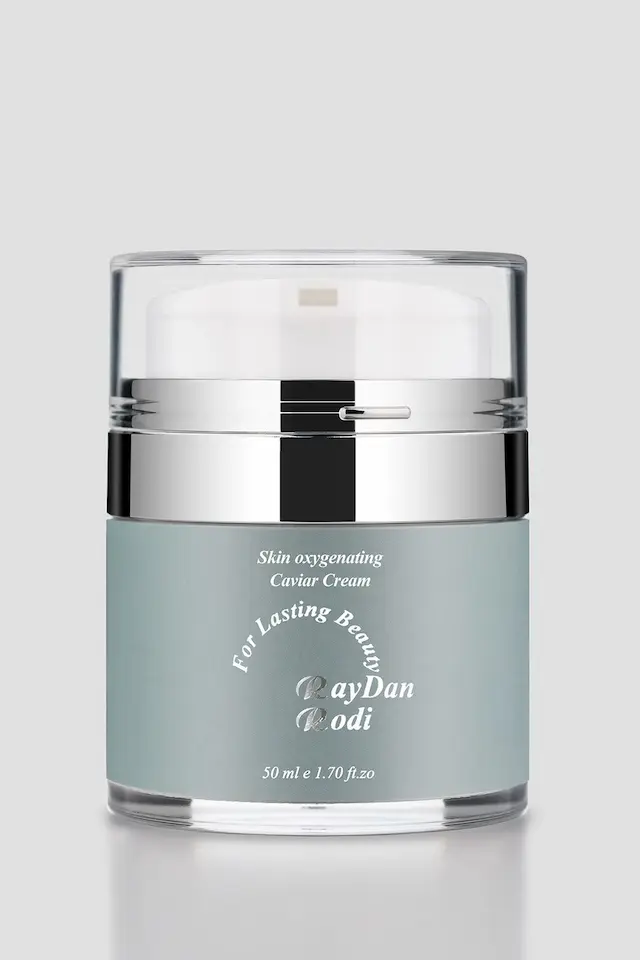 Skin oxygenating
Caviar Cream
For Lasting Beauty
RayDan
Rodi
50 ml e 1.70 ft.zo